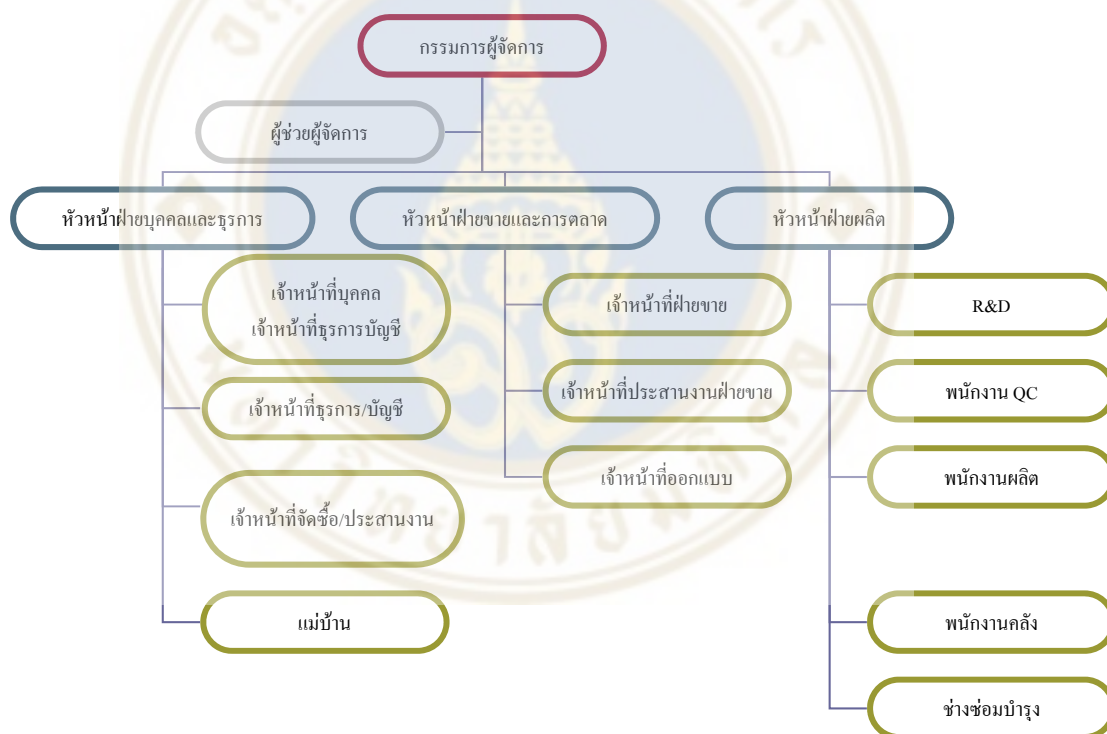 กรรมการผู้จัดการ
ผู้ช่วยผู้จัดการ
หัวหน้าฝ่ายบุคคลและธุรการ
หัวหน้าฝ่ายขายและการตลาด
หัวหน้าฝ่ายผลิต
เจ้าหน้าที่บุคคล
เจ้าหน้าที่ธุรการบัญชี
เจ้าหน้าที่ธุรการ/บัญชี
เจ้าหน้าที่จัดซื้อ/ประสานงาน
แม่บ้าน
เจ้าหน้าที่ฝ่ายขาย
เจ้าหน้าที่ประสานงานฝ่ายขาย
เจ้าหน้าที่ออกแบบ
R&D
พนักงาน QC
พนักงานผลิต
พนักงานคลัง
ช่างซ่อมบำรุง